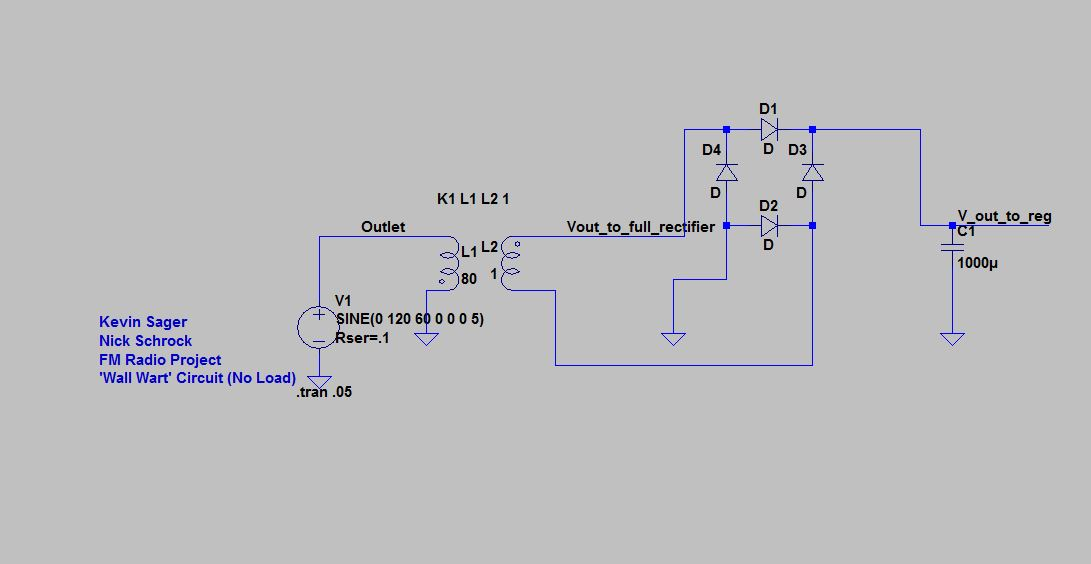 D1
D4
D
D3
D
D
D2
D
K1 L1 L2 1
Outlet
Vout_to_full_rectifier
V_out_to_reg
C1
1000µ
L1
L2
80
1
V1
SINE(0 120 60 0 0 0 5)
Rser=.1
Kevin Sager
Nick Schrock
FM Radio Project
'Wall Wart' Circuit (No Load)
.tran .05